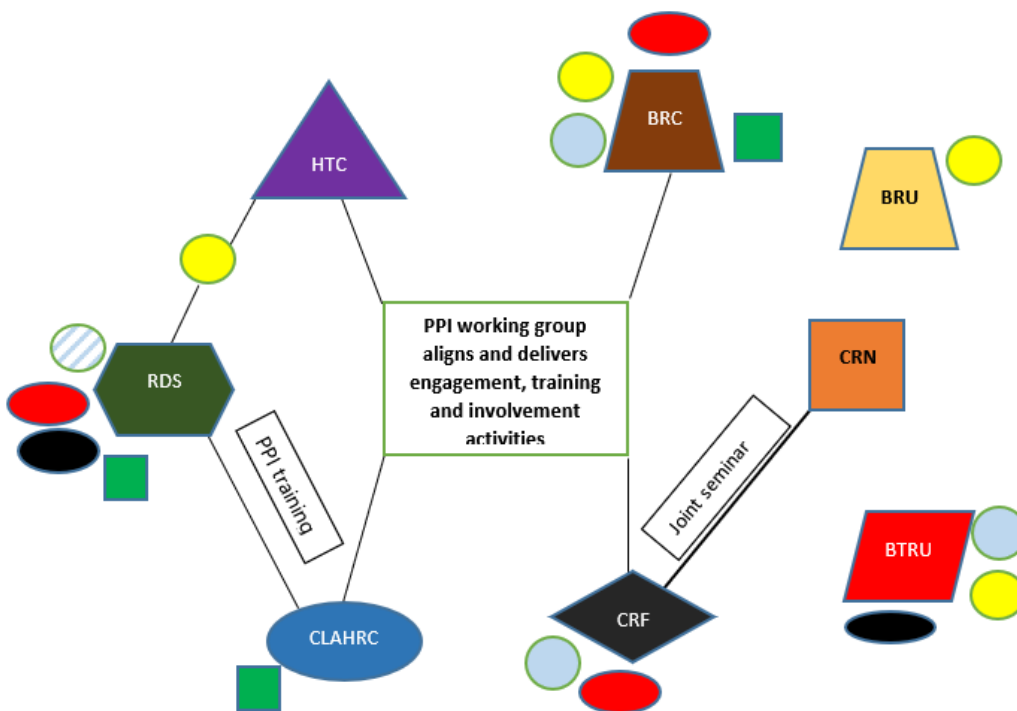 BRC
HTC
BRU
PPI working group
aligns and delivers
engagement, training
and involvement
activities
CRN
RDS
PPI training
Joint seminar
BTRU
CRF
CLAHRC